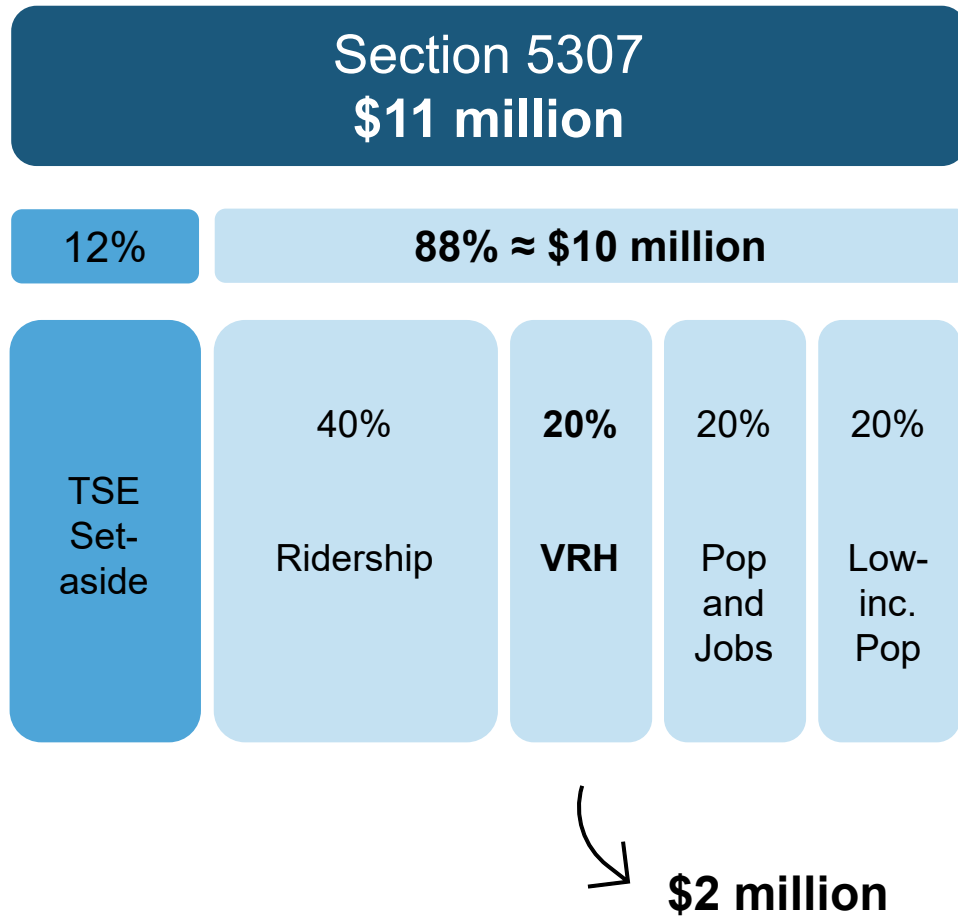 Section 5307
$11 million
12%
88% ≈ $10 million
TSE
Set-
aside
40%
Ridership
20%
VRH
20%
Pop
and
Jobs
20%
Low-
inc.
Pop
$2 million